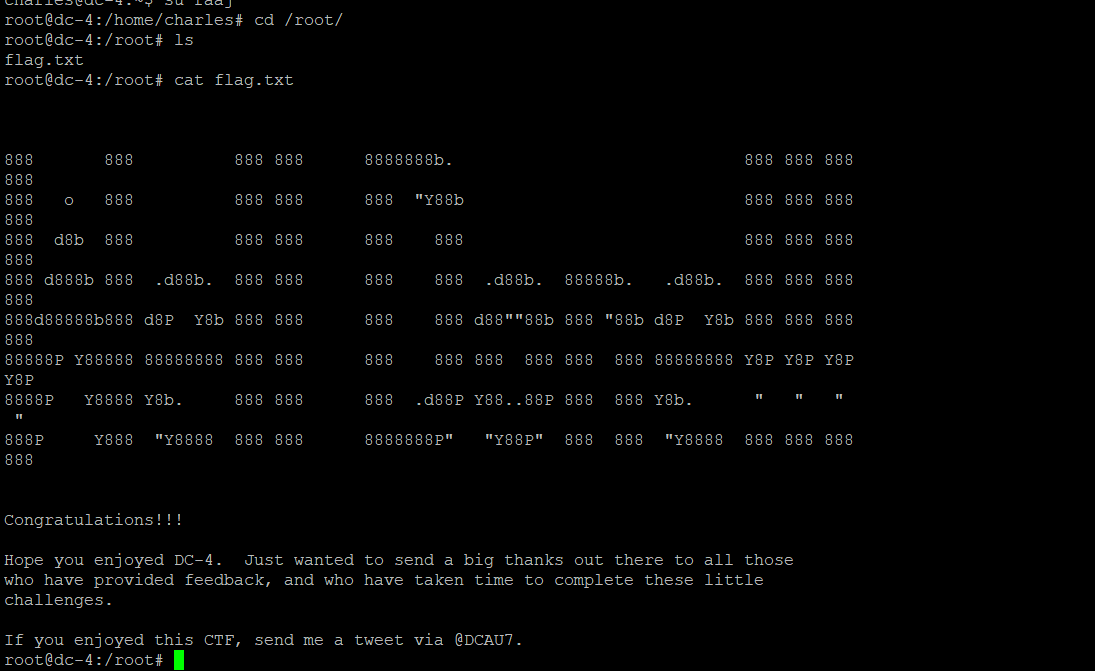 charles@dc-4:~$ su raaj
root@dc-4:/home/charles# cd /root/
root@dc-4:/root# ls
flag.txt
root@dc-4:/root# cat flag.txt
888       888          888 888      8888888b.                             888 888 888
888
888   o   888          888 888      888  "Y88b                            888 888 888
888
888  d8b  888          888 888      888    888                            888 888 888
888
888 d888b 888  .d88b.  888 888      888    888  .d88b.  88888b.   .d88b.  888 888 888
888
888d88888b888 d8P  Y8b 888 888      888    888 d88""88b 888 "88b d8P  Y8b 888 888 888
888
88888P Y88888 88888888 888 888      888    888 888  888 888  888 88888888 Y8P Y8P Y8P
Y8P
8888P   Y8888 Y8b.     888 888      888  .d88P Y88..88P 888  888 Y8b.      "   "   "
 "
888P     Y888  "Y8888  888 888      8888888P"   "Y88P"  888  888  "Y8888  888 888 888
888
Congratulations!!!
Hope you enjoyed DC-4.  Just wanted to send a big thanks out there to all those
who have provided feedback, and who have taken time to complete these little
challenges.
If you enjoyed this CTF, send me a tweet via @DCAU7.
root@dc-4:/root#